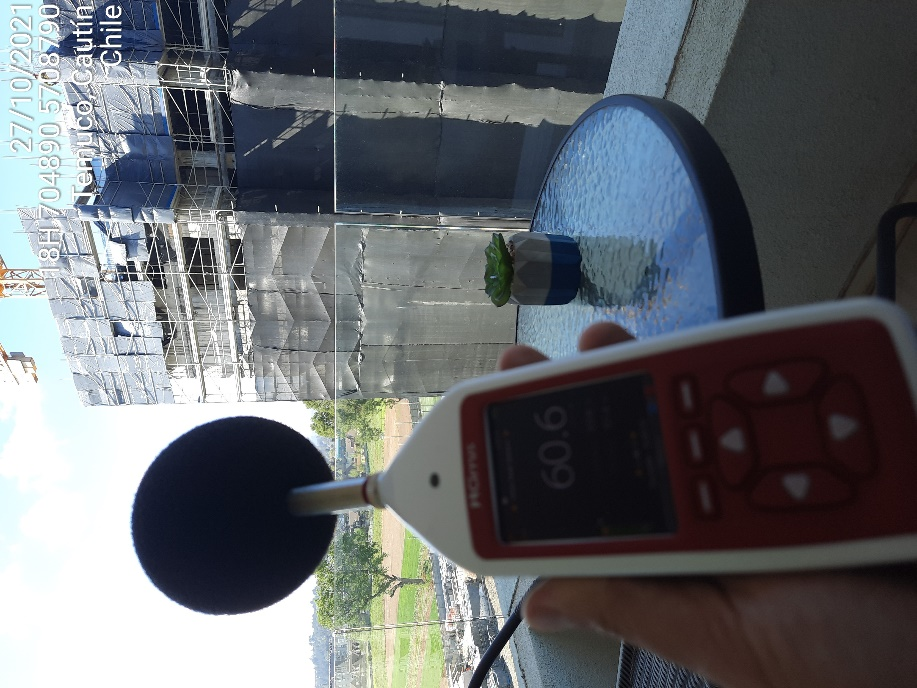 27/10/2021
18H 704890 5708790
Temuco, Cautín
Chile
60.6